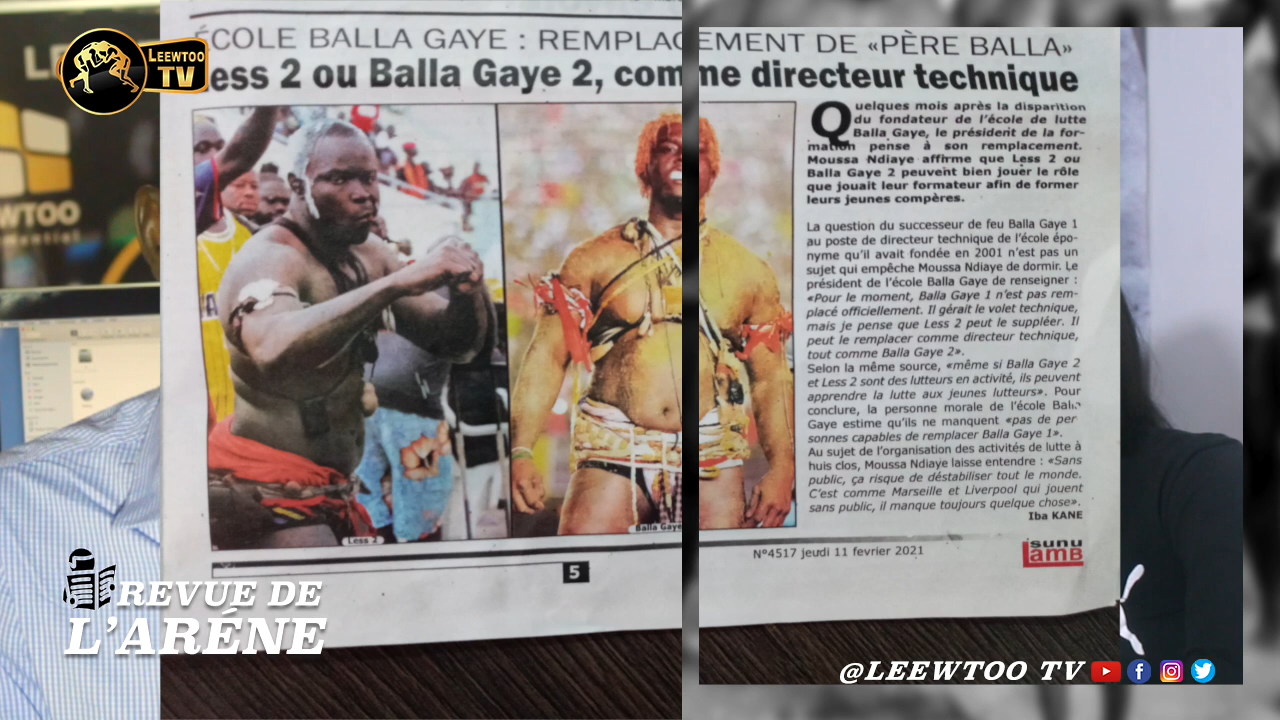 LEEWTOO
TV
ÉCOLE BALLA GAYE : REMPLACEMENT DE «PÈRE BALLA»
Less 2 ou Balla Gaye 2, comme directeur technique
Quelques mois après la disparition
du fondateur de l'école de lutte
Balla Gaye, le président de la for-
mation pense à son remplacement.
Moussa Ndiaye affirme que Less 2 ou
Balla Gaye 2 peuvent bien jouer le rôle
que jouait leur formateur afin de former
leurs jeunes compères.
La question du successeur de feu Balla Gaye 1
au poste de directeur technique de l'école épo-
nyme qu'il avait fondée en 2001 n'est pas un
sujet qui empêche Moussa Ndiaye de dormir. Le
président de l'école Balla Gaye de renseigner :
«Pour le moment, Balla Gaye 1 n'est pas rem-
placé officiellement. Il gérait le volet technique,
mais je pense que Less 2 peut le suppléer. Il
peut le remplacer comme directeur technique,
tout comme Balla Gaye 2».
Selon la même source, «même si Balla Gaye 2
et Less 2 sont des lutteurs en activité, ils peuvent
apprendre la lutte aux jeunes lutteurs». Pour
conclure, la personne morale de l'école Balla
Gaye estime qu'ils ne manquent «pas de per
sonnes capables de remplacer Balla Gaye 1».
Au sujet de l'organisation des activités de lutte à
huis clos, Moussa Ndiaye laisse entendre : «Sans
public, ça risque de déstabiliser tout le monde.
C'est comme Marseille et Liverpool qui jouent
sans public, il manque toujours quelque chose».
Iba KANE
Less 2
Balla Gaye
N°4517 jeudi 11 fevrier 2021
sunu
Lamb
5
REVUE DE
L'ARÉNE
@LEEWTOO TV